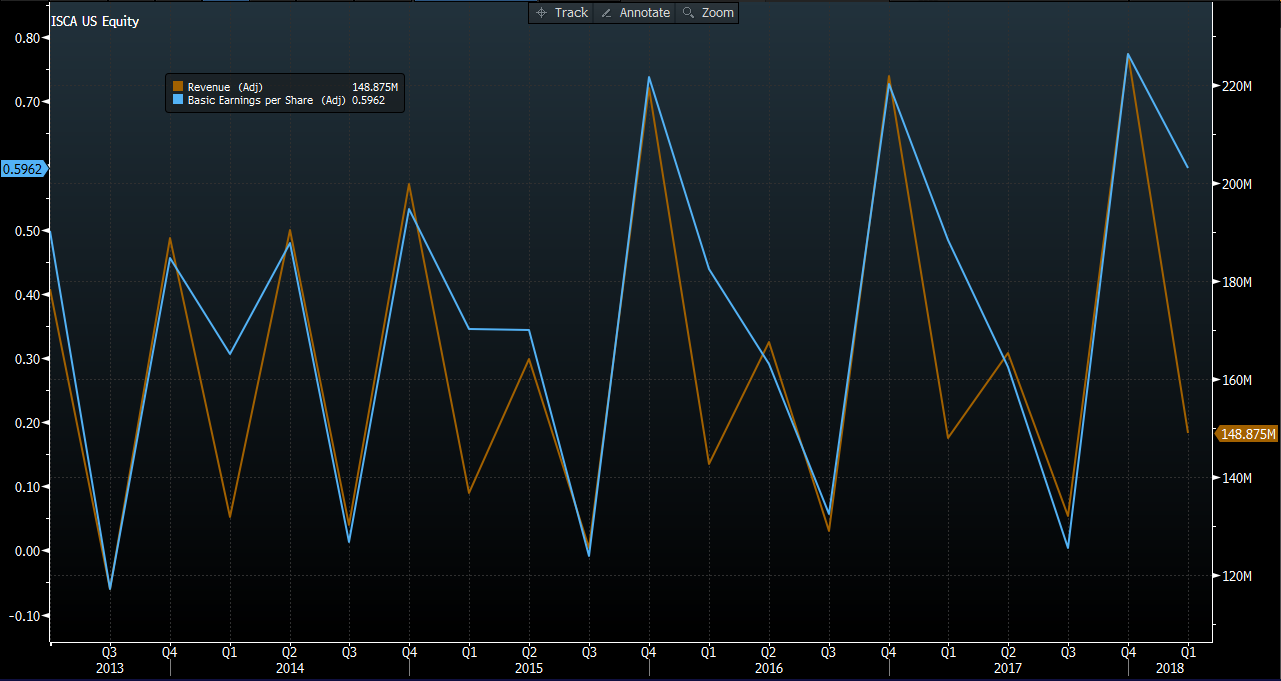 Track Annotate Zoom
ISCA US Equity
Revenue (Adj) 148.875M
Basic Earnings per Share (Adj) 0.5962
0.80
0.70
0.5962
0.50
0.40
0.30
0.20
0.10
0.00
-0.10
220M
200M
180M
160M
148.875M
140M
120M
Q3 Q4 Q1 Q2 Q3 Q4 Q1 Q2 Q3 Q4 Q1 Q2 Q3 Q4 Q1 Q2 Q3 Q4 Q1
2013 2014 2015 2016 2017 2018